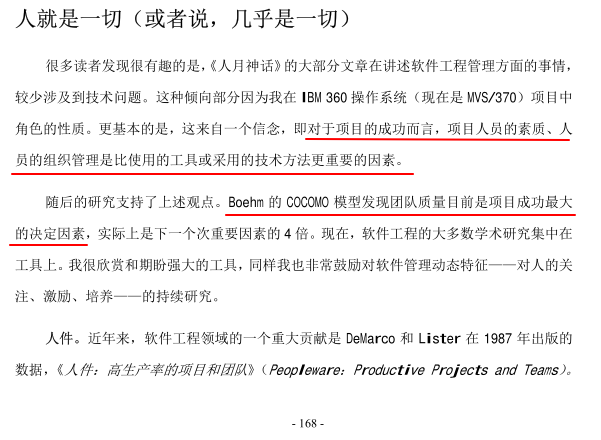 人就是一切（或者说，几乎是一切）
很多读者发现很有趣的是，《人月神话》的大部分文章在讲述软件工程管理方面的事情，
较少涉及到技术问题。这种倾向部分因为我在 IBM 360 操作系统（现在是 MVS/370）项目中
角色的性质。更基本的是，这来自一个信念，即对于项目的成功而言，项目人员的素质、人
员的组织管理是比使用的工具或采用的技术方法更重要的因素。
随后的研究支持了上述观点。Boehm 的 COCOMO 模型发现团队质量目前是项目成功最大
的决定因素，实际上是下一个次重要因素的 4 倍。现在，软件工程的大多数学术研究集中在
工具上。我很欣赏和期盼强大的工具，同样我也非常鼓励对软件管理动态特征——对人的关
注、激励、培养——的持续研究。
人件。近年来，软件工程领域的一个重大贡献是 DeMarco 和 Lister 在 1987 年出版的
数据，《人件：高生产率的项目和团队》（Peopleware: Productive Projects and Teams）。
- 168 -